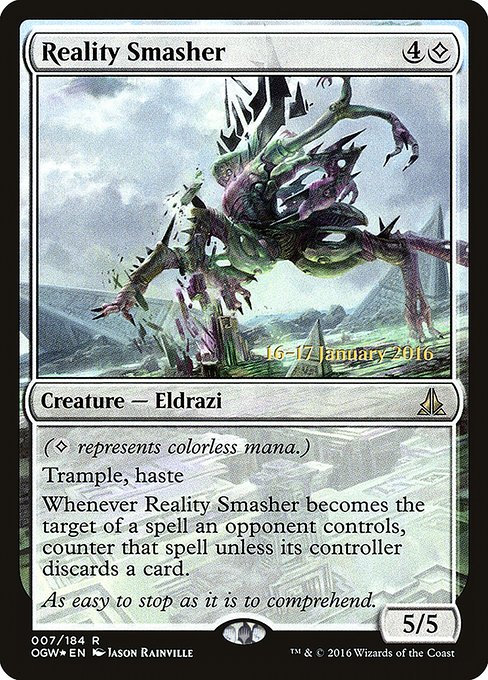 Reality Smasher 4◇
16–17 January 2016
Creature — Eldrazi
(◇ represents colorless mana.)
Trample, haste
Whenever Reality Smasher becomes the
target of a spell an opponent controls,
counter that spell unless its controller
discards a card.
As easy to stop as it is to comprehend.
5/5
007/184 R
OGW★EN Jason Rainville
™ & © 2016 Wizards of the Coast